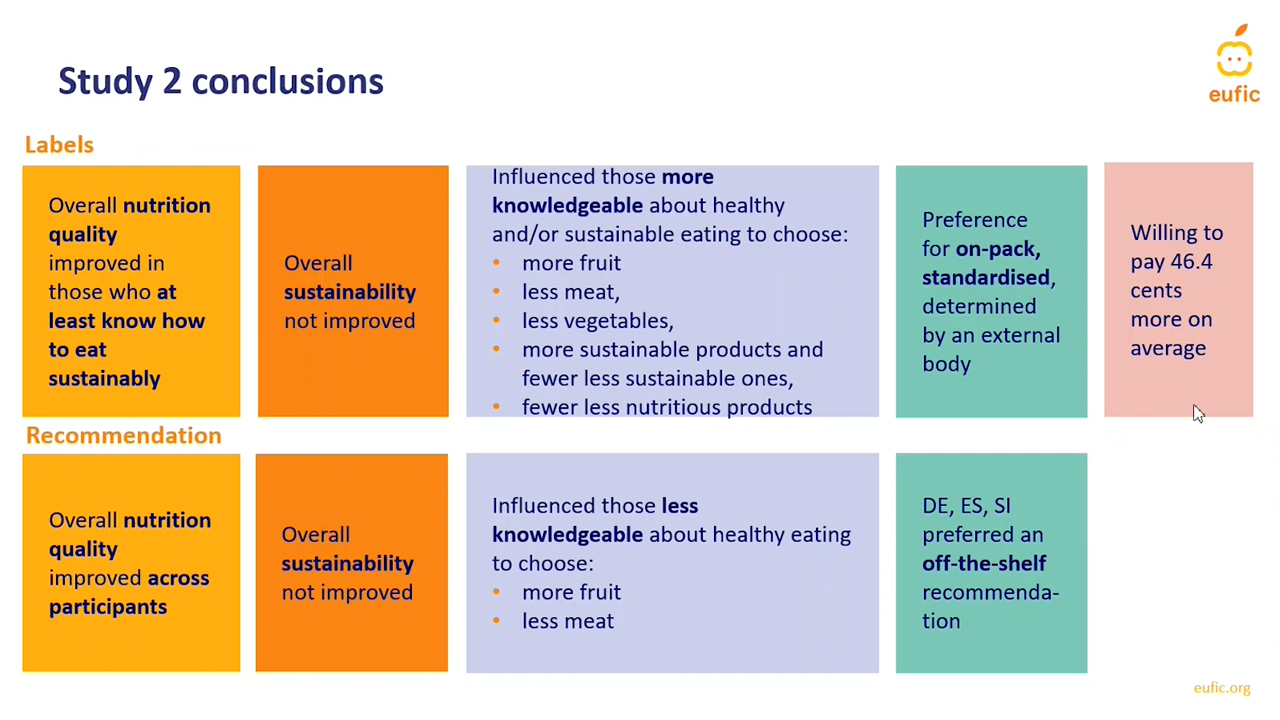 Study 2 conclusions
eufic
Labels
Overall nutrition
quality
improved in
those who at
least know how
to eat
sustainably
Overall
sustainability
not improved
Influenced those more
knowledgeable about healthy
and/or sustainable eating to choose:
• more fruit
• less meat,
• less vegetables,
• more sustainable products and
fewer less sustainable ones,
• fewer less nutritious products
Preference
for on-pack,
standardised,
determined
by an external
body
Willing to
pay 46.4
cents
more on
average
Recommendation
Overall nutrition
quality
improved across
participants
Overall
sustainability
not improved
Influenced those less
knowledgeable about healthy eating
to choose:
• more fruit
• less meat
DE, ES, SI
preferred an
off-the-shelf
recommenda-
tion
eufic.org